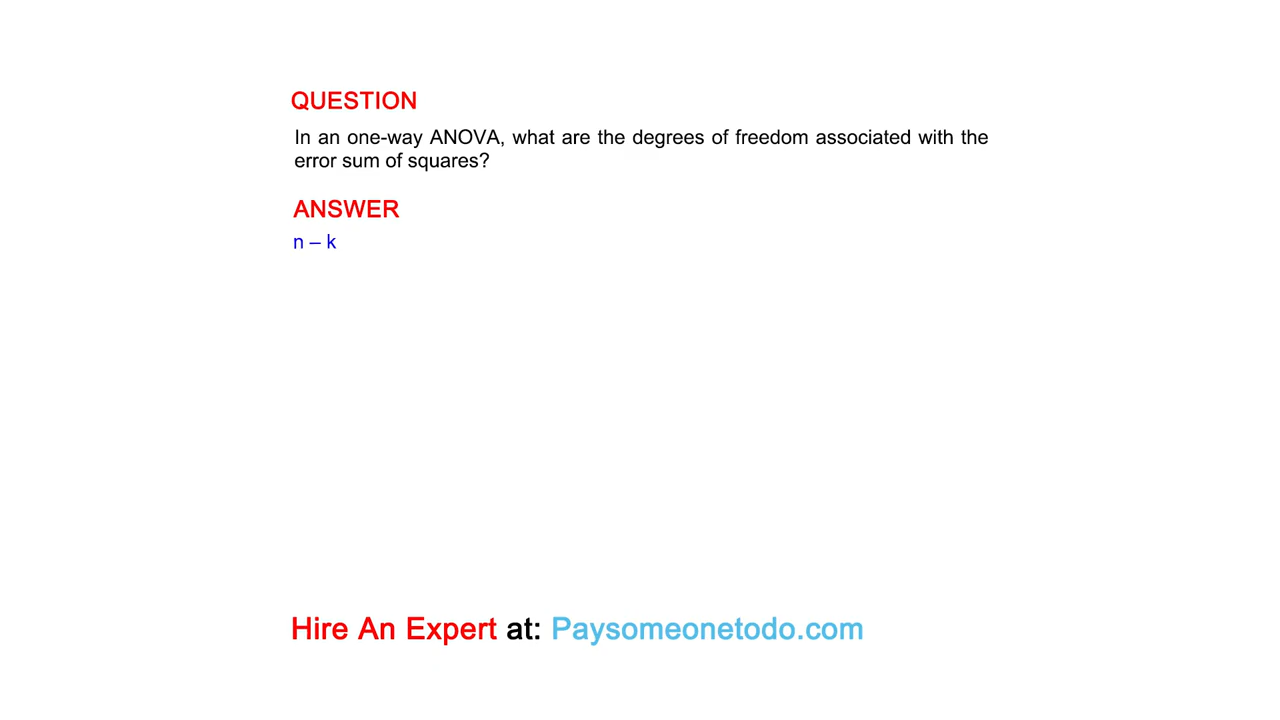 QUESTION
In an one-way ANOVA, what are the degrees of freedom associated with the
error sum of squares?
ANSWER
n – k
Hire An Expert at: Paysomeonetodo.com